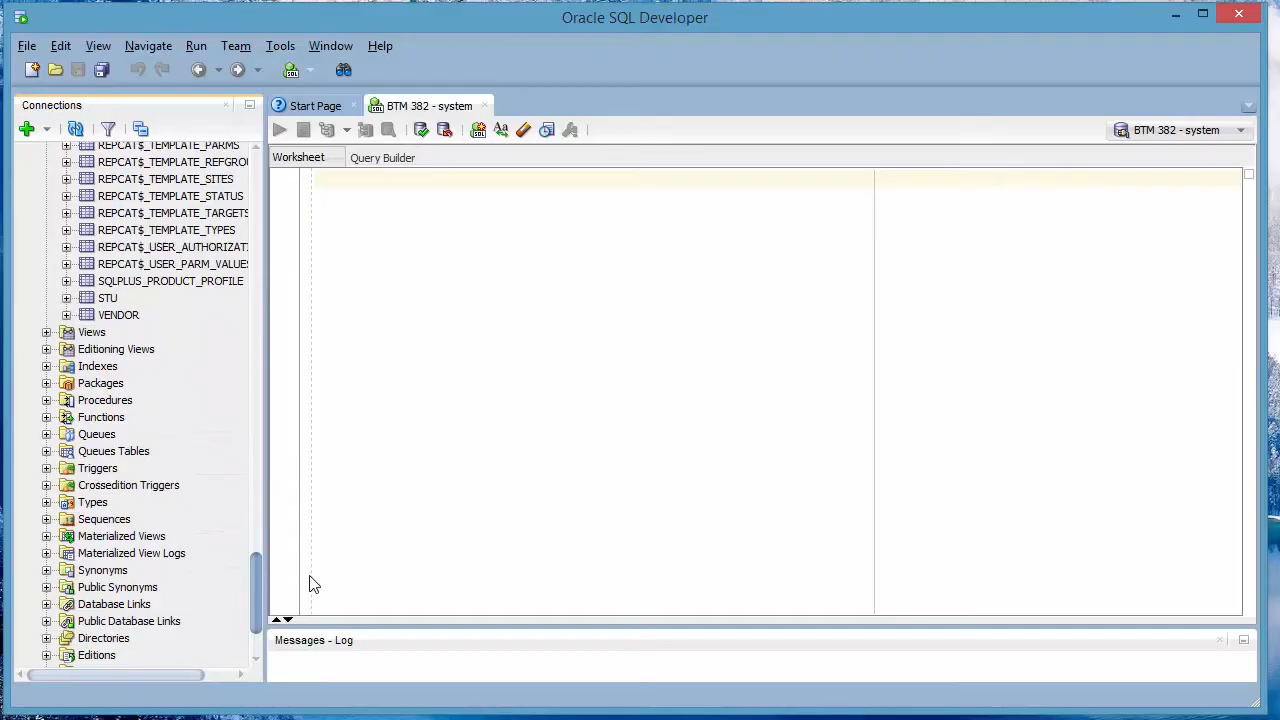 Oracle SQL Developer
File Edit View Navigate Run Team Tools Window Help
Connections
Start Page
BTM 382 - system
BTM 382 - system
Worksheet
Query Builder
REPCAT$_TEMPLATE_PARMS
REPCAT$_TEMPLATE_REFGROU
REPCAT$_TEMPLATE_SITES
REPCAT$_TEMPLATE_STATUS
REPCAT$_TEMPLATE_TARGETS
REPCAT$_TEMPLATE_TYPES
REPCAT$_USER_AUTHORIZATI
REPCAT$_USER_PARM_VALUES
SQLPLUS_PRODUCT_PROFILE
STU
VENDOR
Views
Editioning Views
Indexes
Packages
Procedures
Functions
Queues
Queues Tables
Triggers
Crossedition Triggers
Types
Sequences
Materialized Views
Materialized View Logs
Synonyms
Public Synonyms
Database Links
Public Database Links
Directories
Editions
Messages - Log